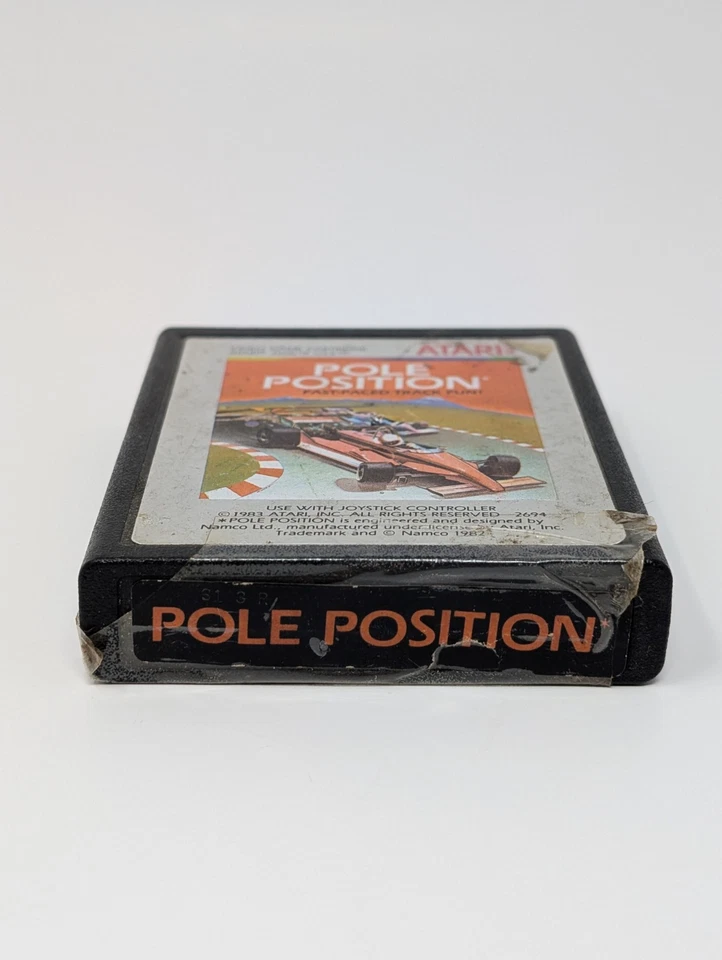 ATARI
POLE
POSITION*
FAST-PACED TRACK FUN!
USE WITH JOYSTICK CONTROLLER
© 1983 ATARI, INC. ALL RIGHTS RESERVED 2694
*POLE POSITION is engineered and designed by
Namco Ltd., manufactured under license by Atari, Inc.
Trademark and © Namco 1982
POLE POSITION*